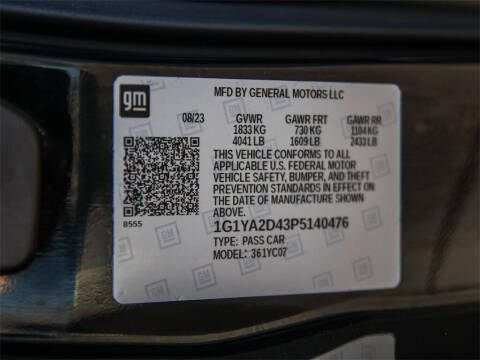 gm
MFD BY GENERAL MOTORS LLC
08/23 GVWR GAWR FRT GAWR RR
1833 KG 730 KG 1104 KG
4041 LB 1609 LB 2433 LB
THIS VEHICLE CONFORMS TO ALL
APPLICABLE U.S. FEDERAL MOTOR
VEHICLE SAFETY, BUMPER, AND THEFT
PREVENTION STANDARDS IN EFFECT ON
THE DATE OF MANUFACTURE SHOWN
ABOVE.
8555
1G1YA2D43P5140476
TYPE: PASS CAR
MODEL: 361YC07